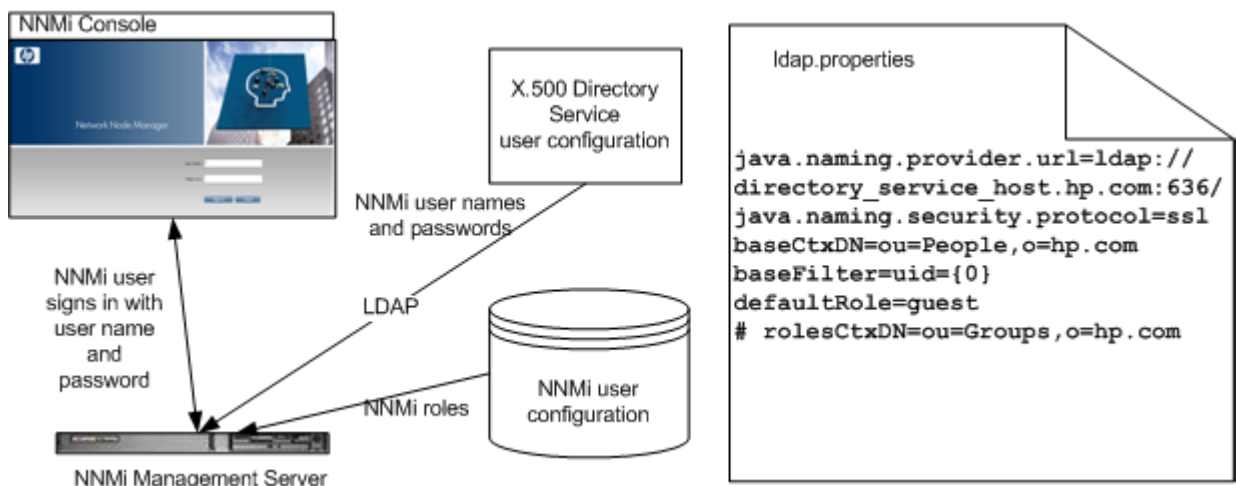 NNMi Console
hp
Network Node Manager
X.500 Directory
Service
user configuration
NNMi user names
and passwords
LDAP
NNMi user
signs in with
user name
and
password
NNMi roles
NNMi user
configuration
NNMi Management Server
ldap.properties
java.naming.provider.url=ldap://
directory_service_host.hp.com:636/
java.naming.security.protocol=ssl
baseCtxDN=ou=People,o=hp.com
baseFilter=uid={0}
defaultRole=guest
# rolesCtxDN=ou=Groups,o=hp.com